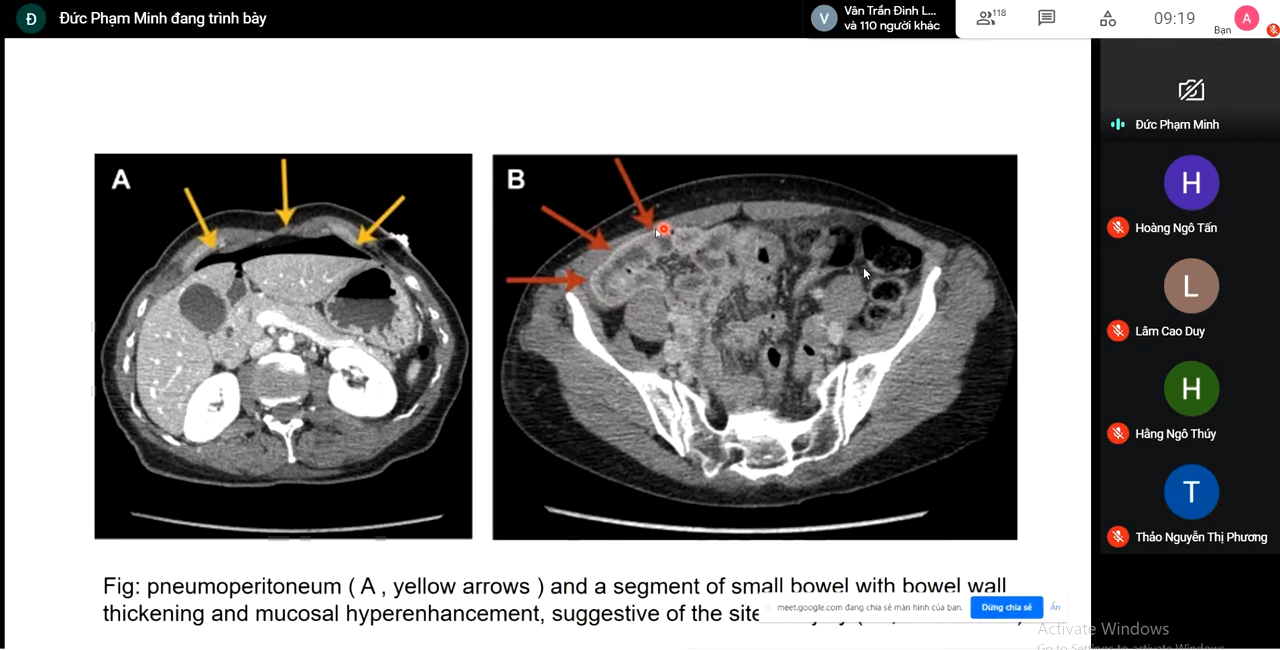 Đ
Đức Phạm Minh đang trình bày
V
Vân Trần Đình L...
và 110 người khác
118
09:19
Bạn
A
A
B
Đức Phạm Minh
H
Hoàng Ngô Tấn
L
Lâm Cao Duy
H
Hằng Ngô Thúy
T
Thảo Nguyễn Thị Phương
Fig: pneumoperitoneum ( A , yellow arrows ) and a segment of small bowel with bowel wall
thickening and mucosal hyperenhancement, suggestive of the site
meet.google.com đang chia sẻ màn hình của bạn.
Dừng chia sẻ
Ẩn
Activate Windows